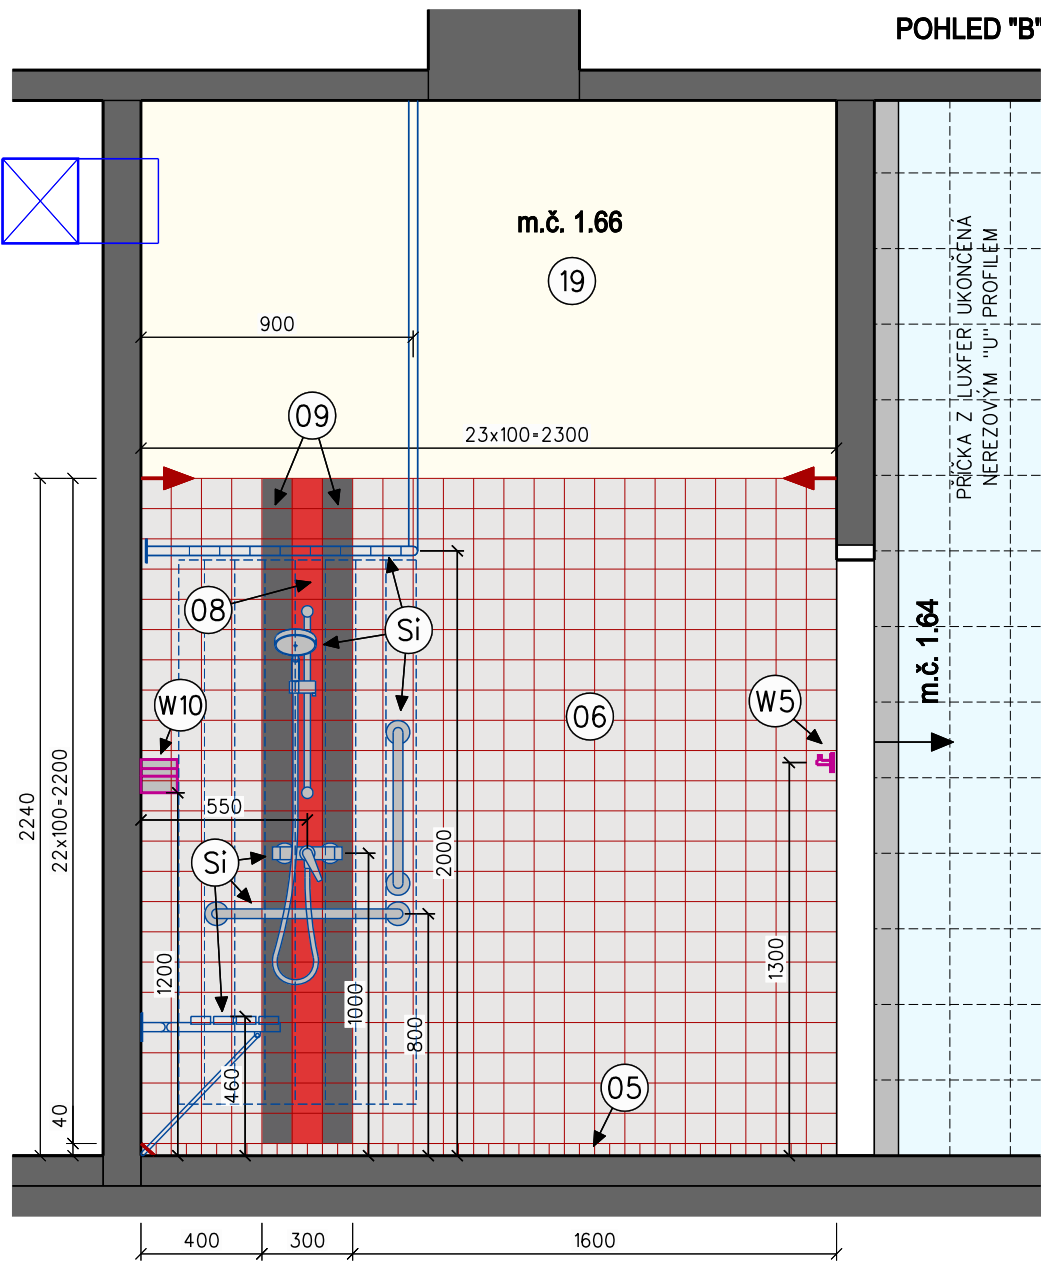 POHLED "B"
m.č. 1.66
19
900
09
23x100=2300
PŘÍČKA Z LUXFER UKONČENÁ
NEREZOVÝM "U" PROFILEM
08
Si
m.č. 1.64
W10
06
W5
2240
22x100=2200
550
2000
Si
1200
1000
800
1300
460
05
40
400
300
1600